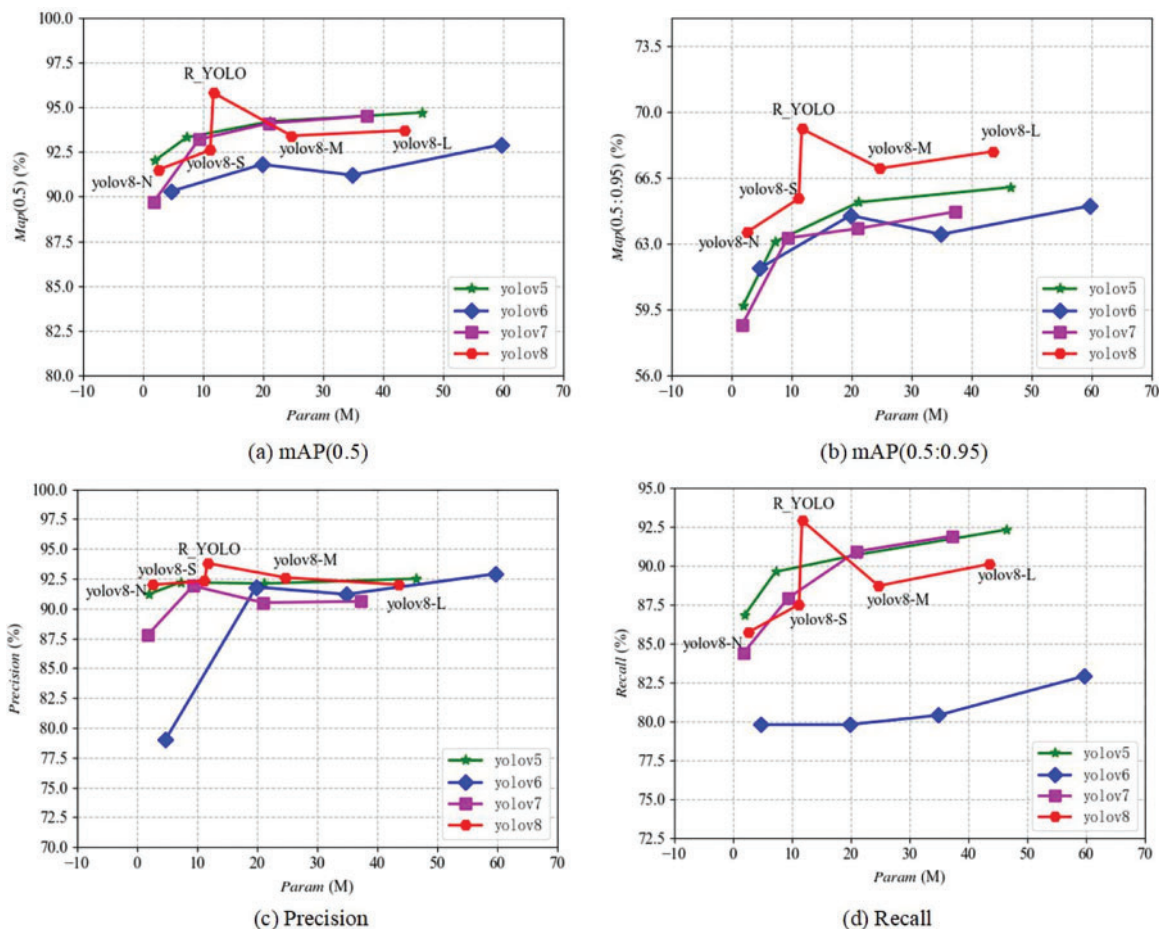 100.0
97.5
95.0
92.5
90.0
87.5
85.0
82.5
80.0
Map(0.5) (%)
R_YOLO
yolov8-N
yolov8-S
yolov8-M
yolov8-L
yolov5
yolov6
yolov7
yolov8
−10 0 10 20 30 40 50 60 70
Param (M)
(a) mAP(0.5)
73.5
70.0
66.5
63.0
59.5
56.0
Map(0.5:0.95) (%)
R_YOLO
yolov8-L
yolov8-M
yolov8-S
yolov8-N
yolov5
yolov6
yolov7
yolov8
−10 0 10 20 30 40 50 60 70
Param (M)
(b) mAP(0.5:0.95)
100.0
97.5
95.0
92.5
90.0
87.5
85.0
82.5
80.0
77.5
75.0
72.5
70.0
Precision (%)
R_YOLO
yolov8-M
yolov8-S
yolov8-N
yolov8-L
yolov5
yolov6
yolov7
yolov8
−10 0 10 20 30 40 50 60 70
Param (M)
(c) Precision
95.0
92.5
90.0
87.5
85.0
82.5
80.0
77.5
75.0
72.5
Recall (%)
R_YOLO
yolov8-L
yolov8-M
yolov8-S
yolov8-N
yolov5
yolov6
yolov7
yolov8
−10 0 10 20 30 40 50 60 70
Param (M)
(d) Recall